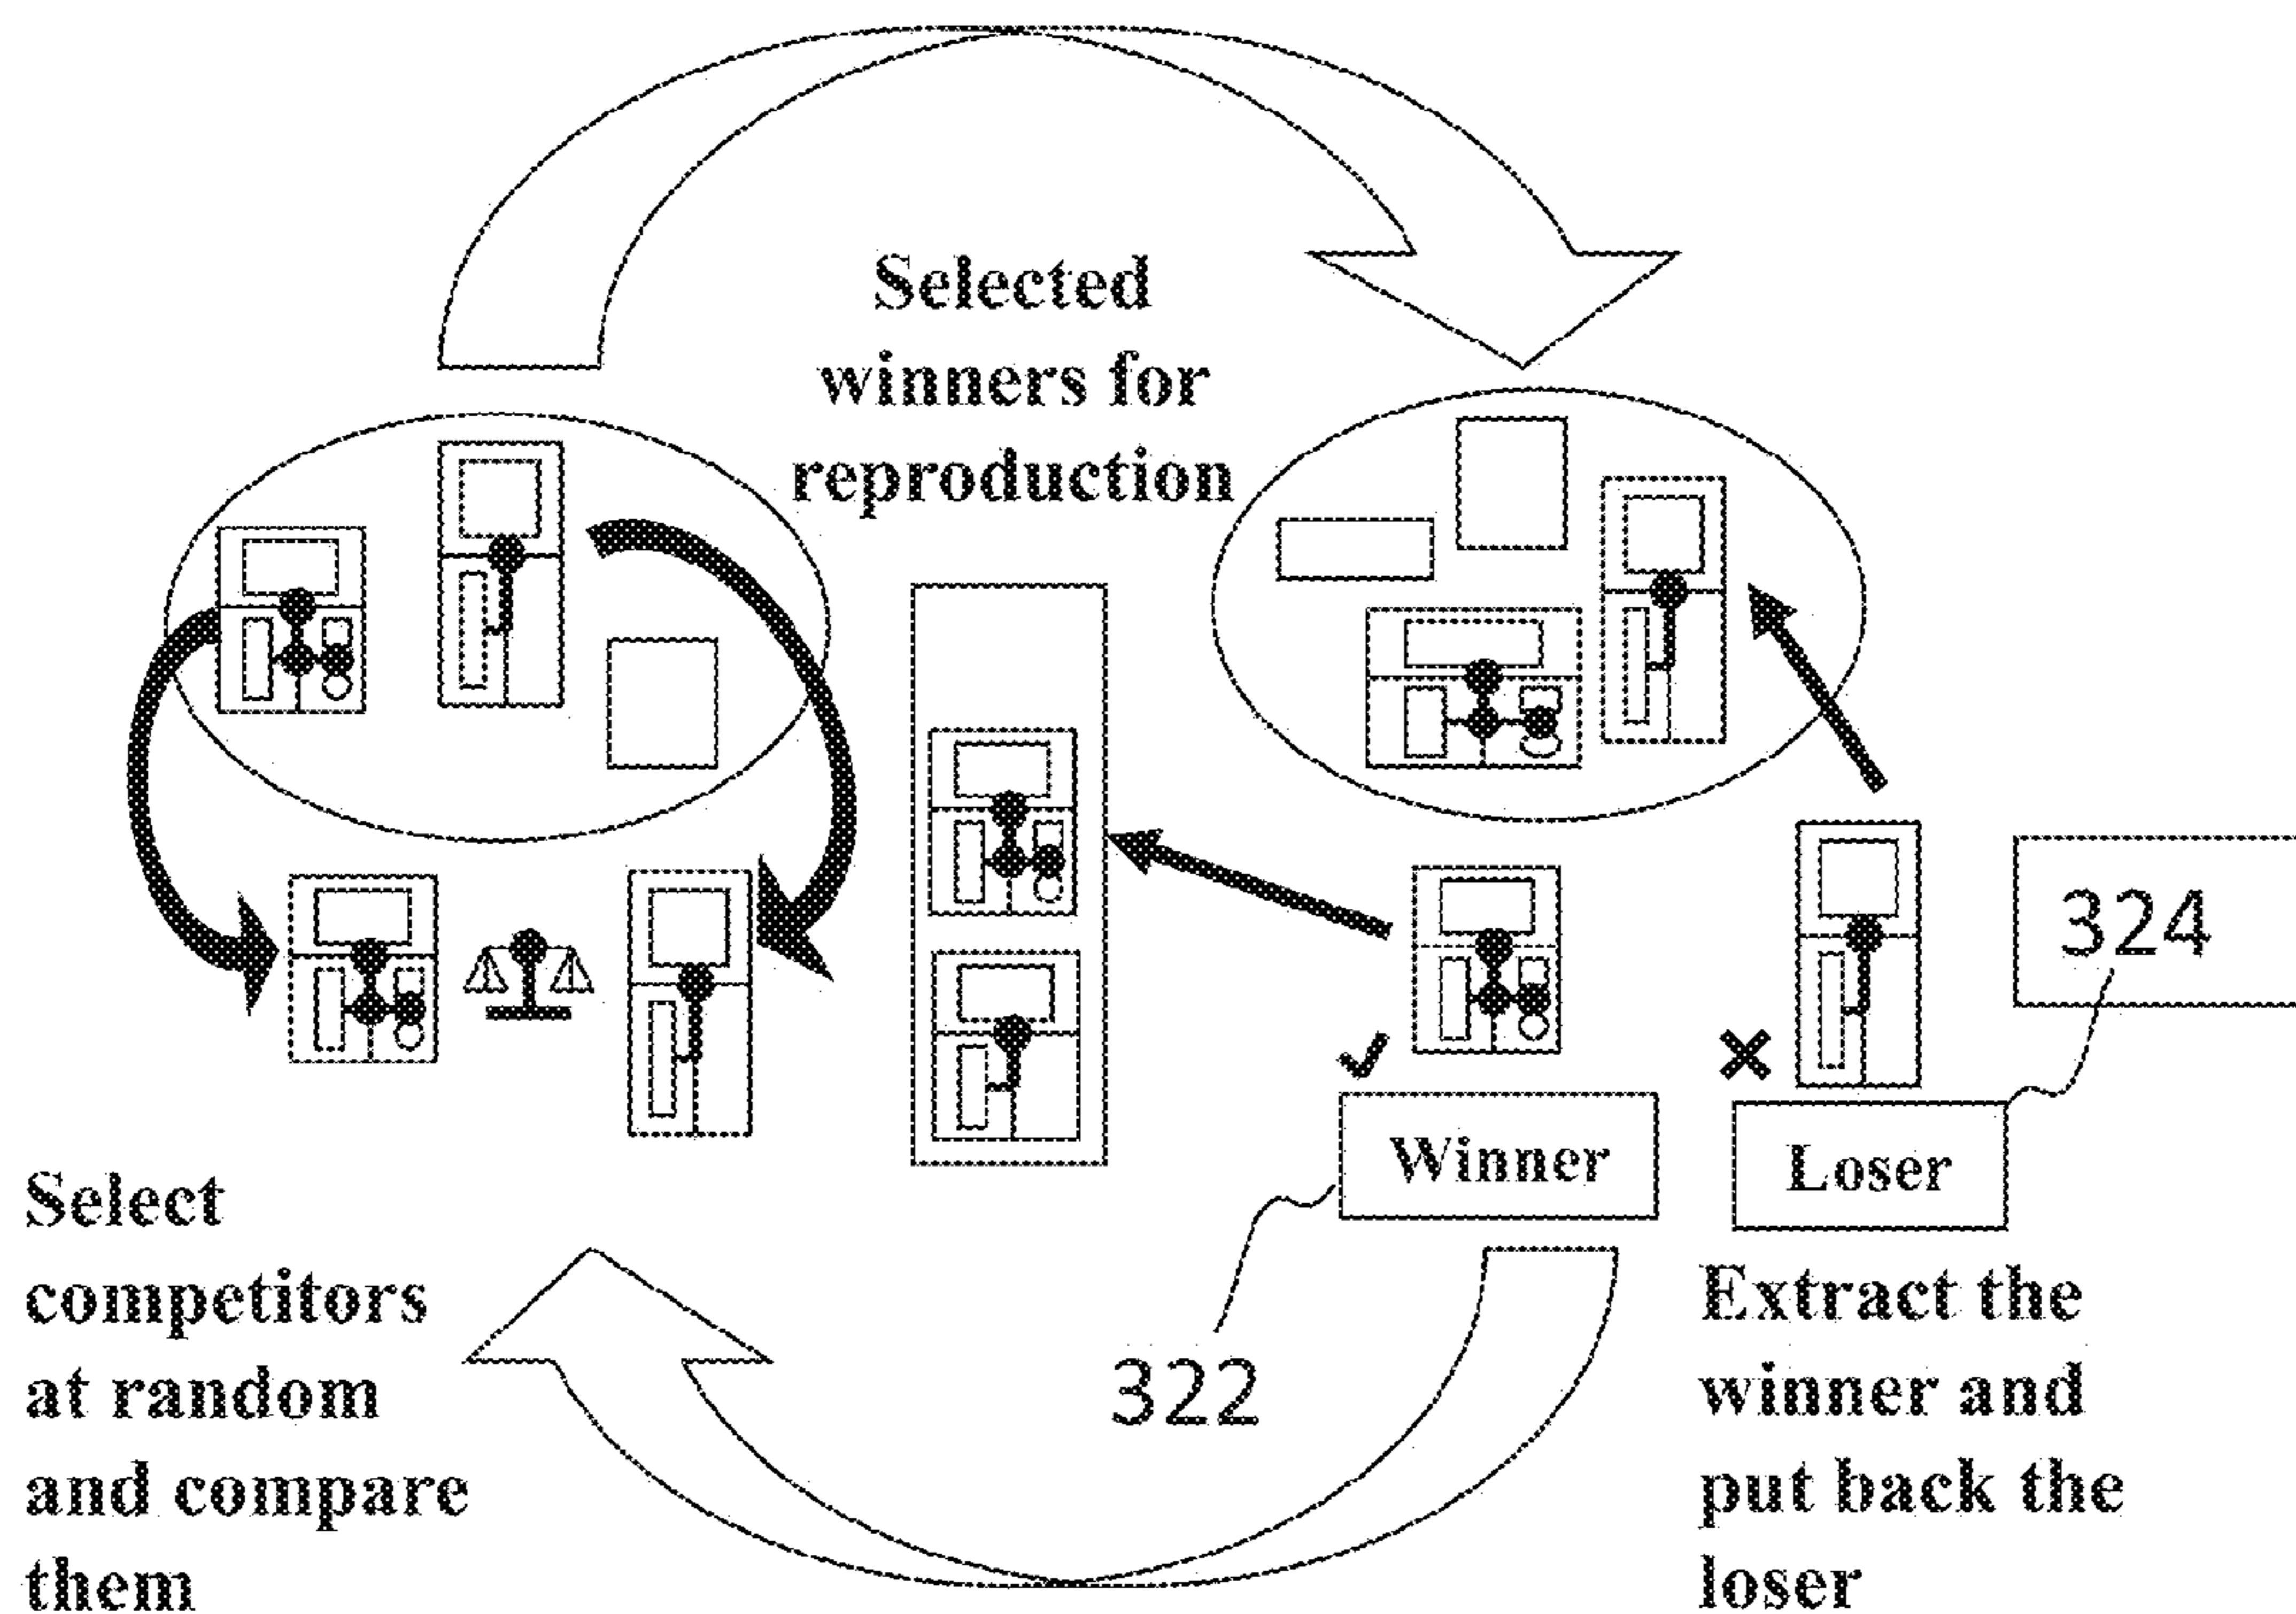 Selected
winners for
reproduction
324
Winner
Loser
322
Select
competitors
at random
and compare
them
Extract the
winner and
put back the
loser